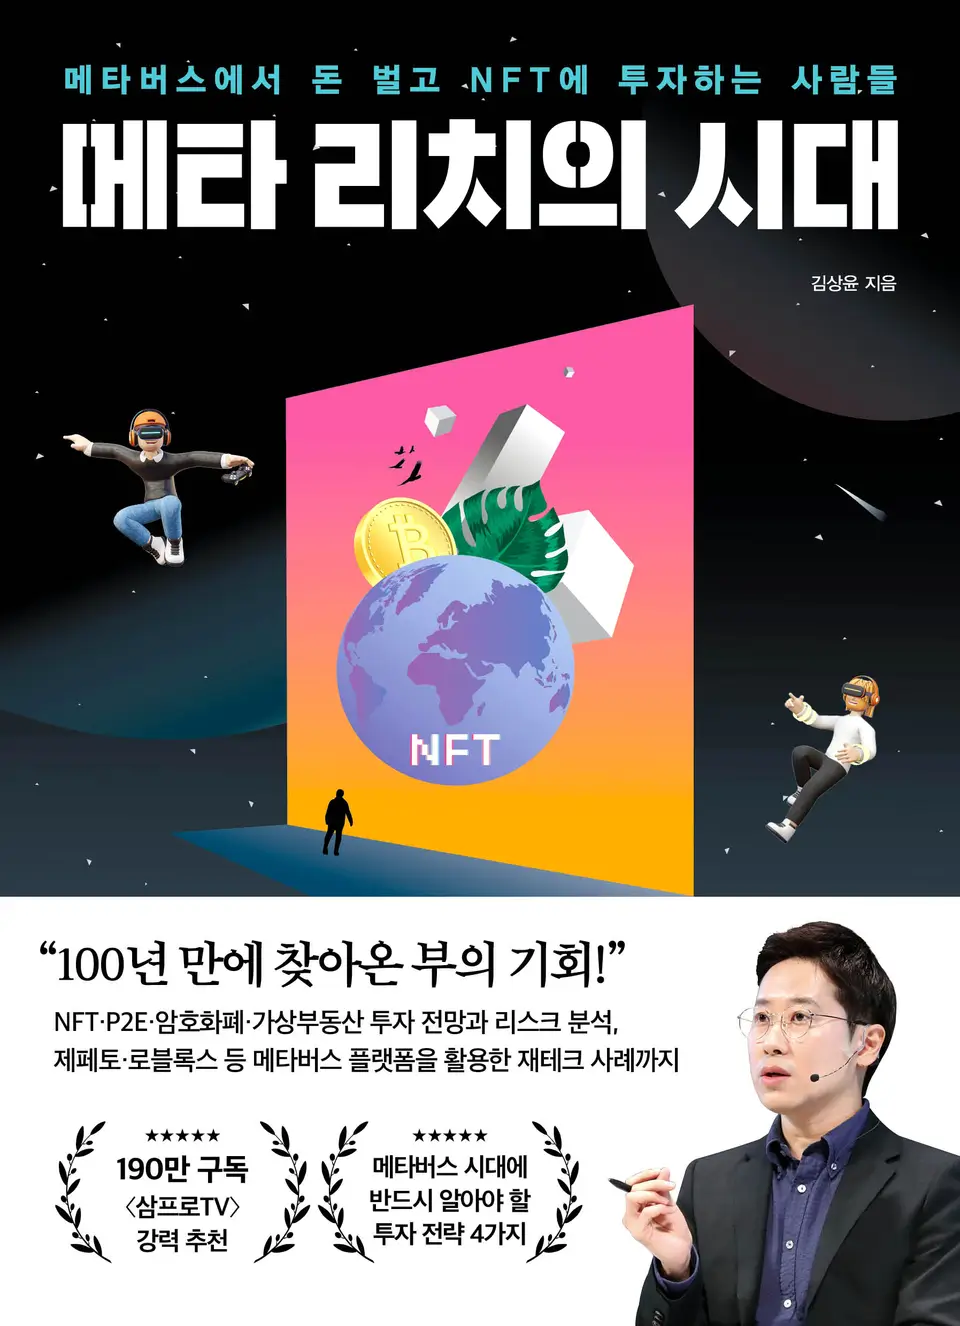 메타버스에서 돈 벌고 NFT에 투자하는 사람들
메타 리치의 시대
김상윤 지음
NFT
“100년 만에 찾아온 부의 기회!”
NFT·P2E·암호화폐·가상부동산 투자 전망과 리스크 분석,
제페토·로블록스 등 메타버스 플랫폼을 활용한 재테크 사례까지
★★★★★
190만 구독
〈삼프로TV〉
강력 추천
★★★★★
메타버스 시대에
반드시 알아야 할
투자 전략 4가지